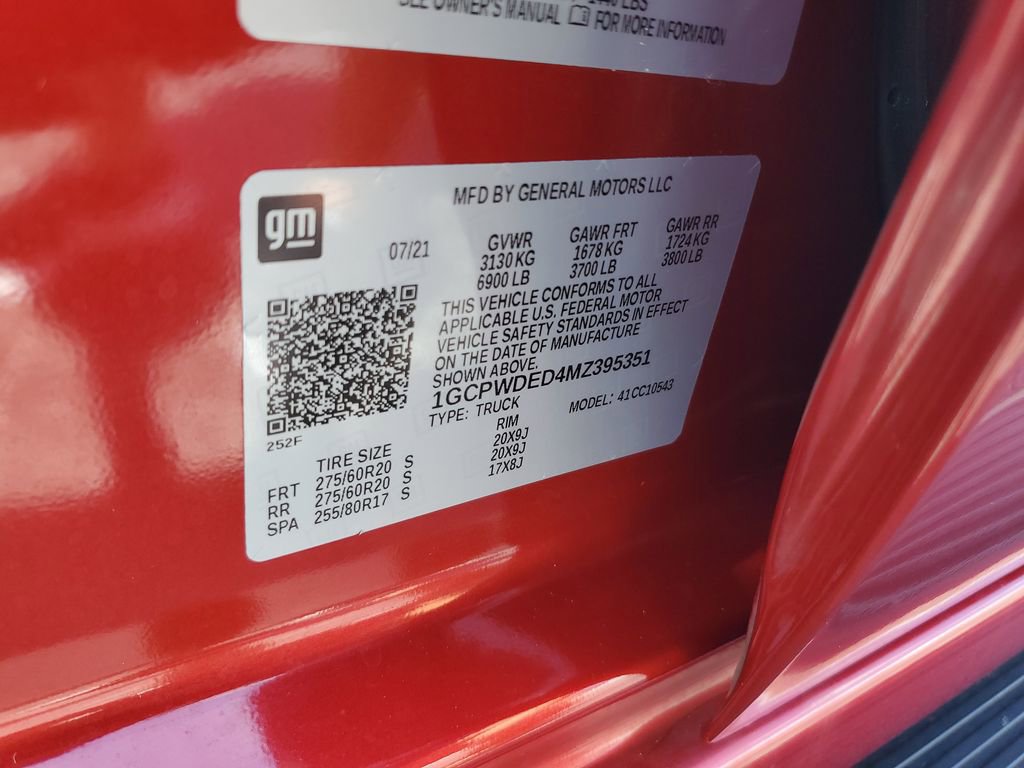 SEE OWNER'S MANUAL FOR MORE INFORMATION
gm
MFD BY GENERAL MOTORS LLC
07/21
GVWR GAWR FRT GAWR RR
3130 KG 1678 KG 1724 KG
6900 LB 3700 LB 3800 LB
THIS VEHICLE CONFORMS TO ALL
APPLICABLE U.S. FEDERAL MOTOR
VEHICLE SAFETY STANDARDS IN EFFECT
ON THE DATE OF MANUFACTURE
SHOWN ABOVE.
1GCPWDED4MZ395351
TYPE: TRUCK MODEL: 41CC10543
252F
TIRE SIZE RIM
FRT 275/60R20 S 20X9J
RR 275/60R20 S 20X9J
SPA 255/80R17 S 17X8J